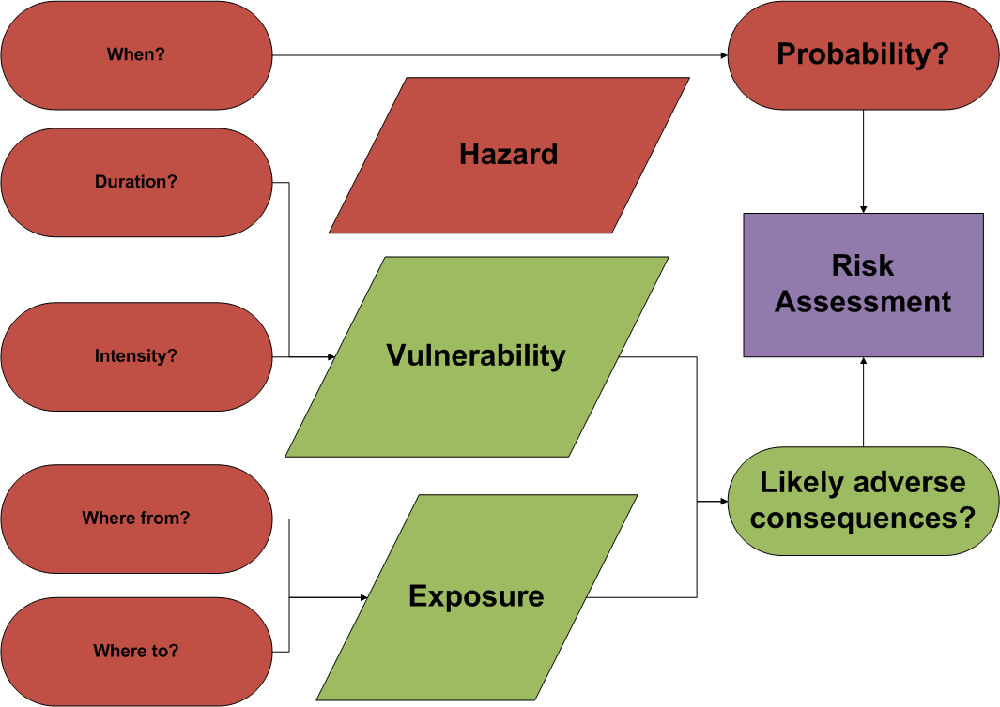 When?
Probability?
Hazard
Duration?
Risk
Assessment
Intensity?
Vulnerability
Likely adverse
consequences?
Where from?
Exposure
Where to?